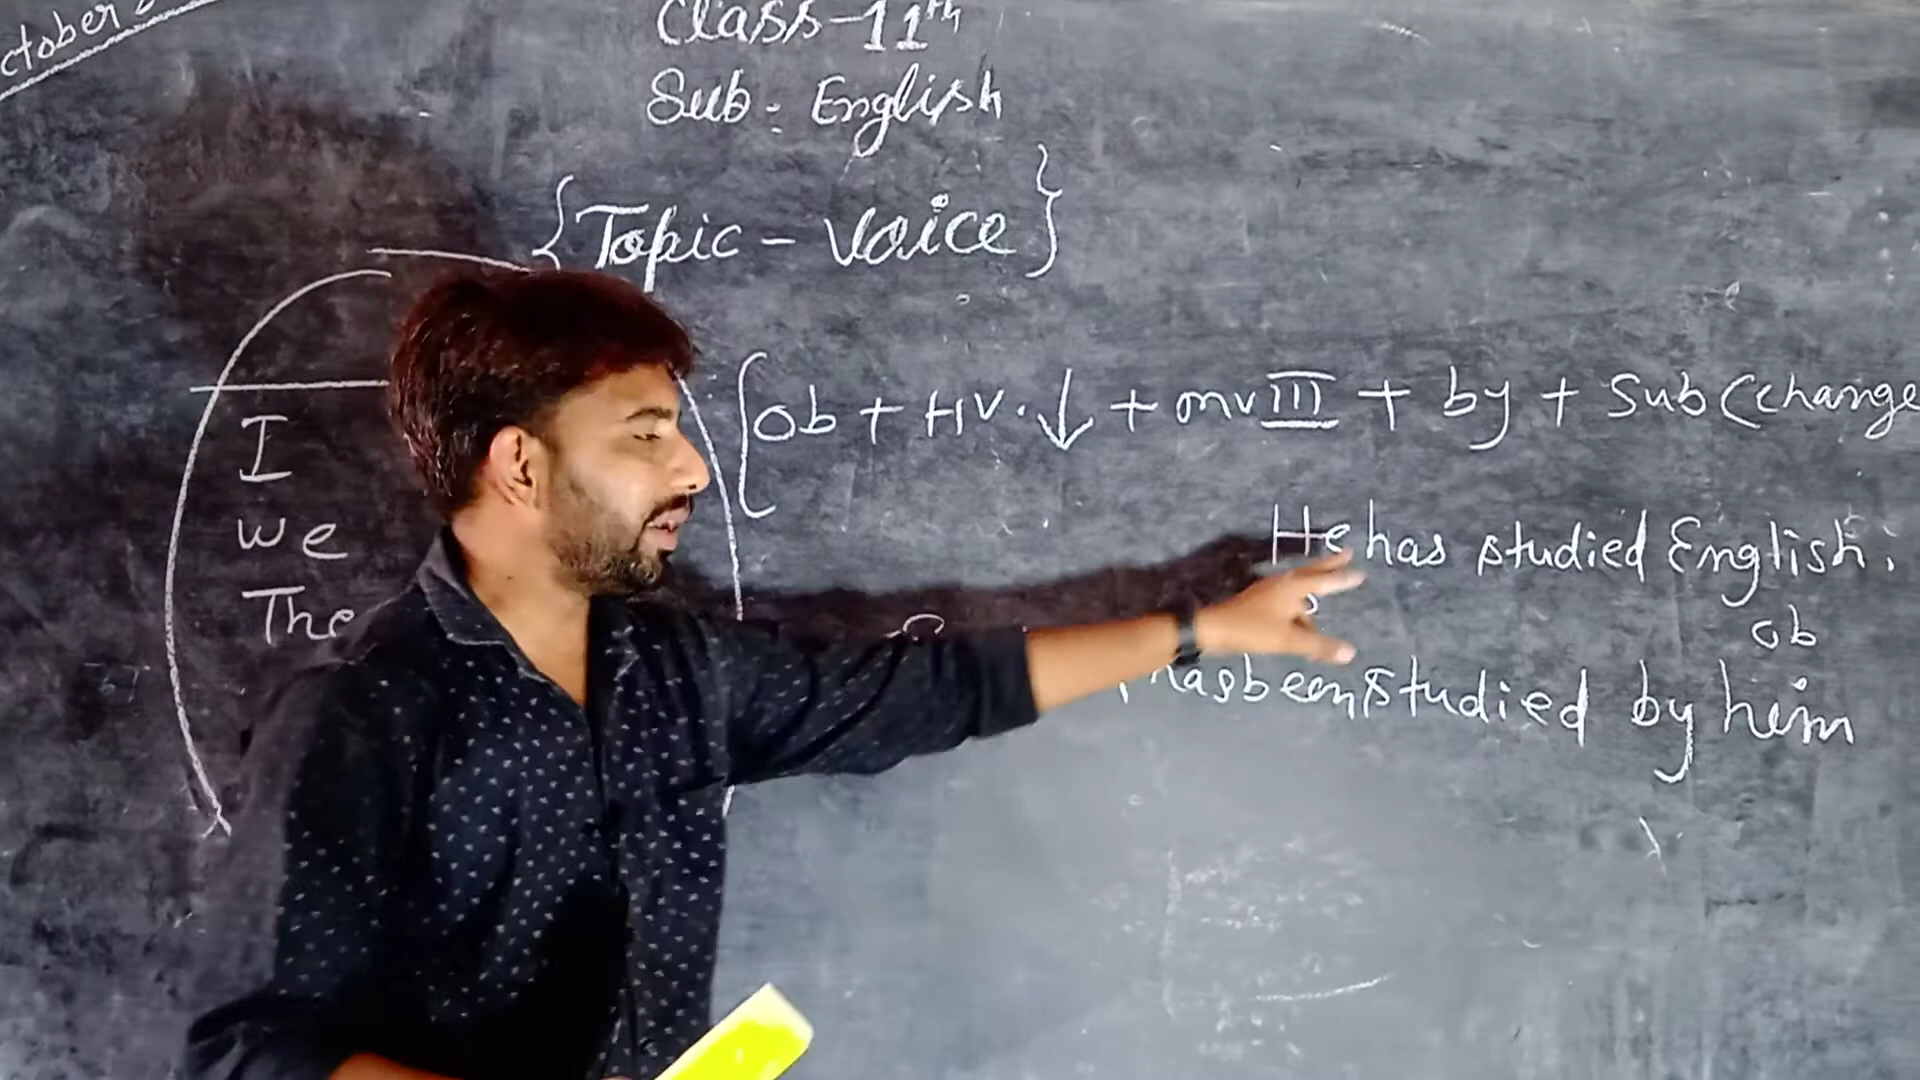 Class-11th
Sub: English
{Topic - Voice}
I
we
The
[ob + HV.↓ + mv III + by + Sub (change
He has studied English.
ob
has been studied by him